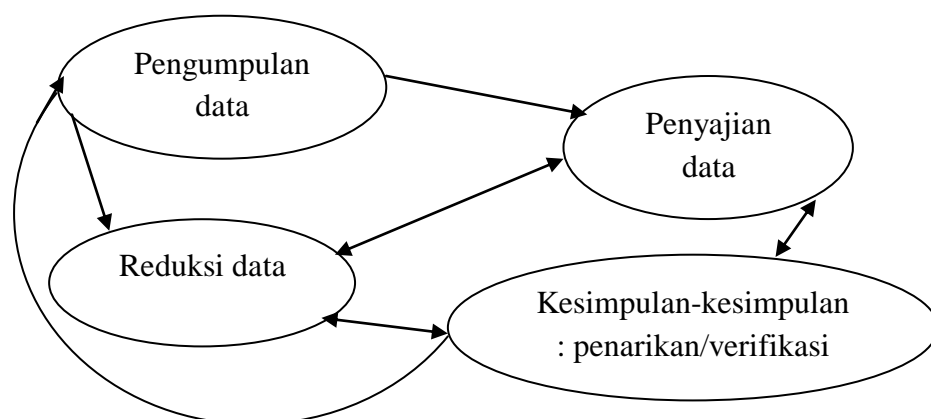 Pengumpulan
data
Penyajian
data
Reduksi data
Kesimpulan-kesimpulan
: penarikan/verifikasi